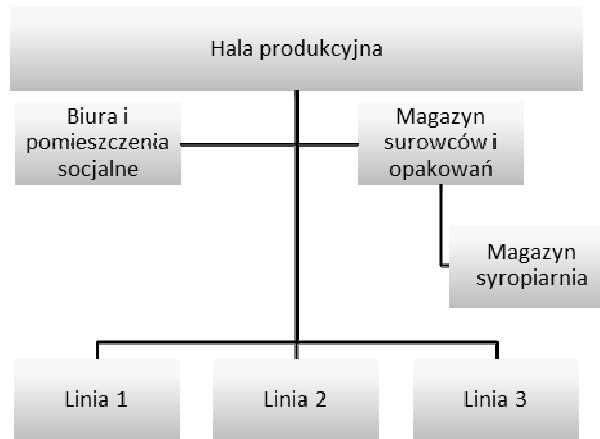 Hala produkcyjna
Biura i
pomieszczenia
socjalne
Magazyn
surowców i
opakowań
Magazyn
syropiarnia
Linia 1
Linia 2
Linia 3